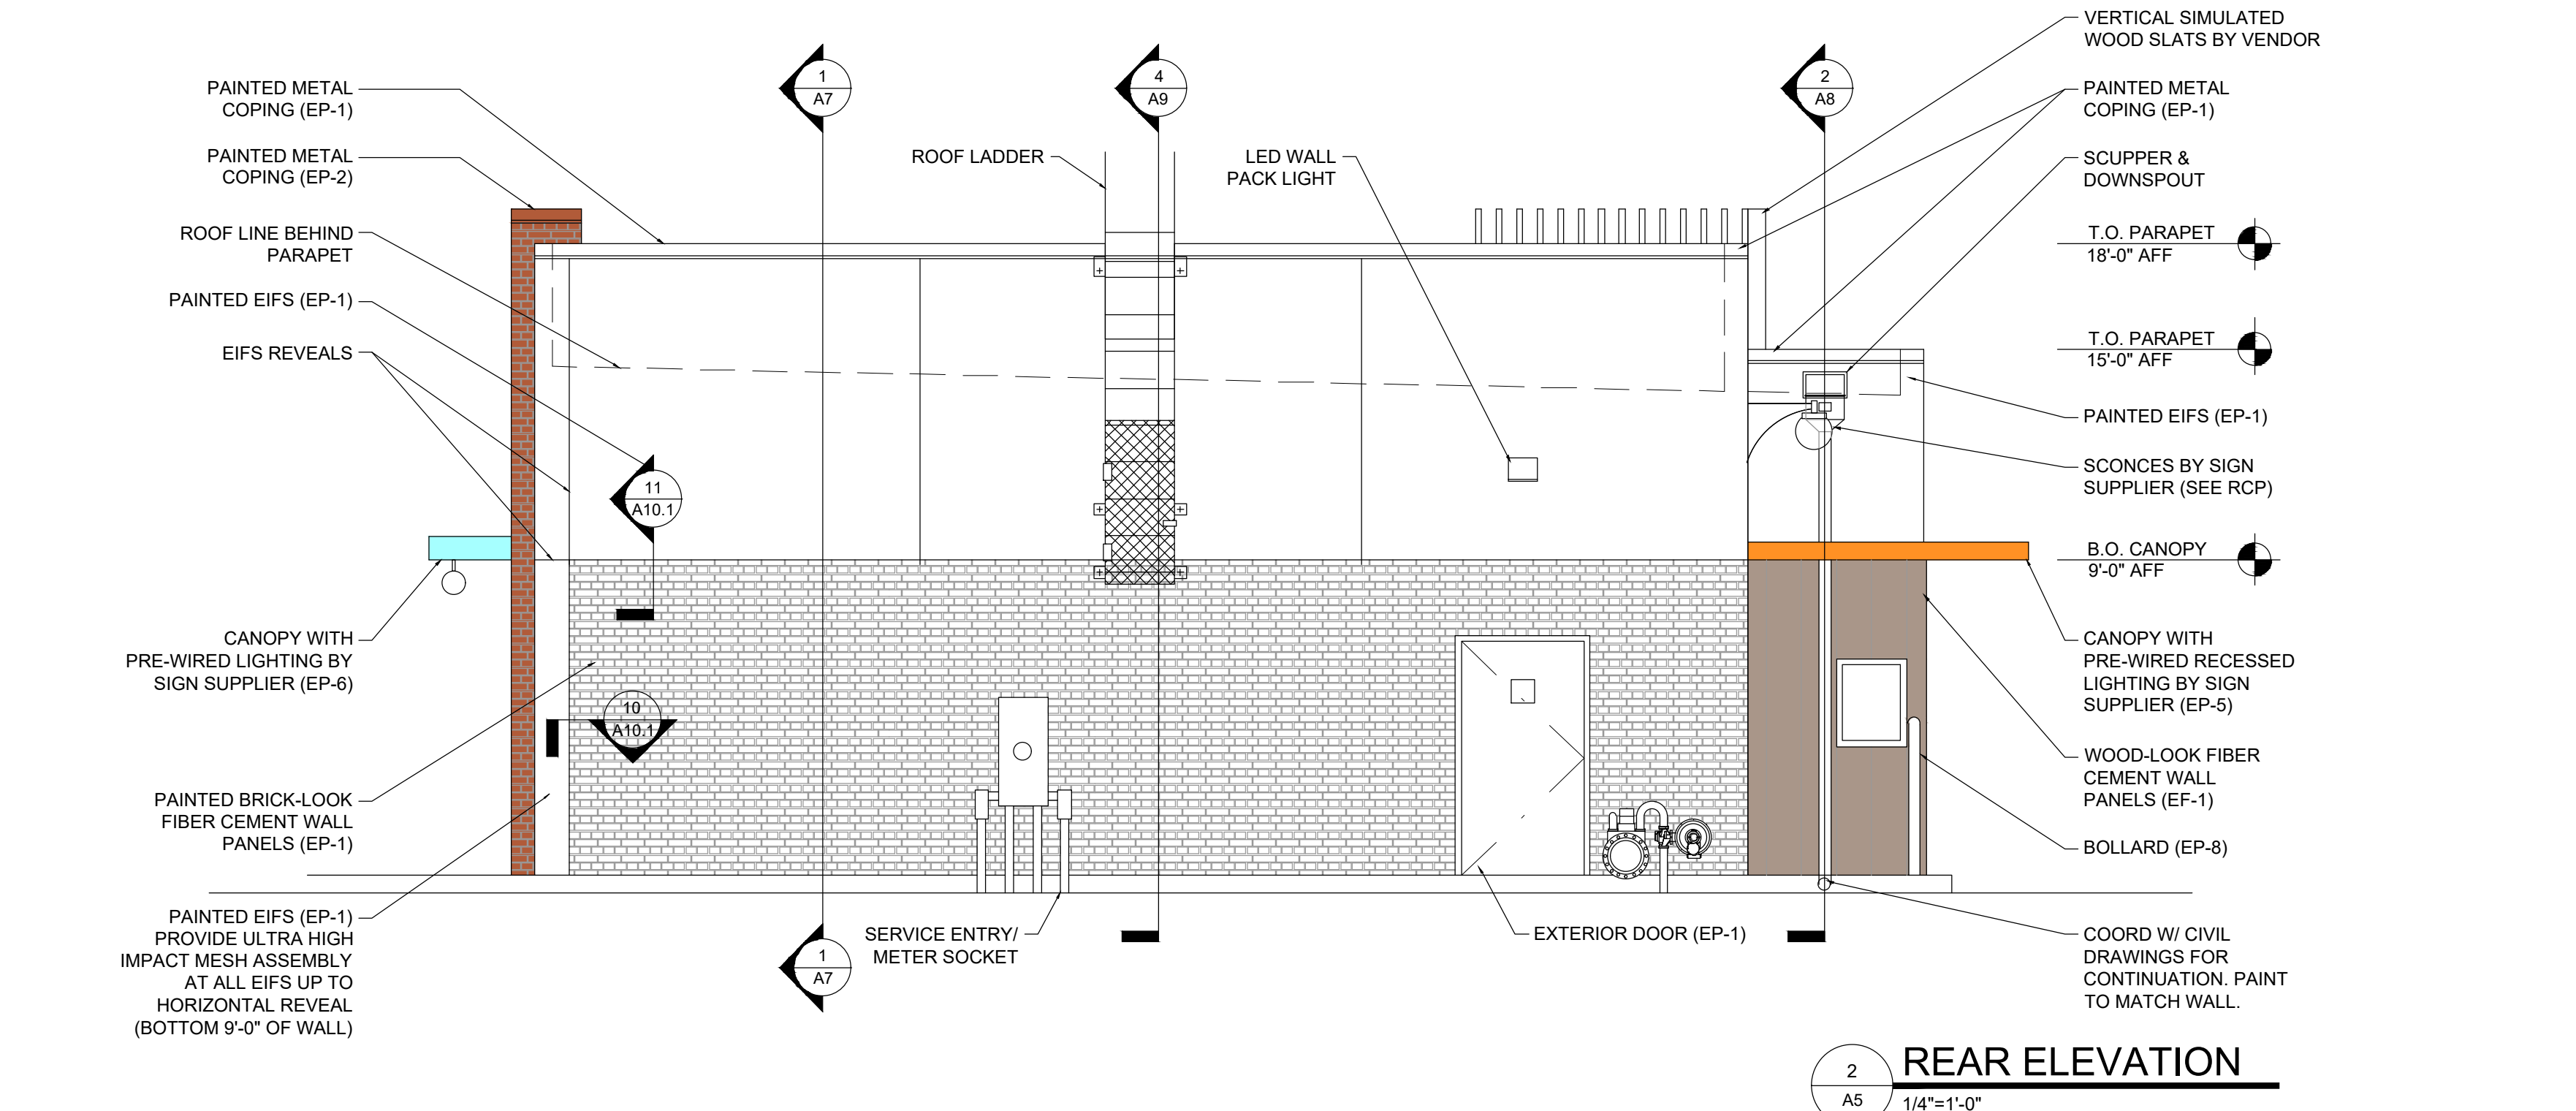 PAINTED METAL
COPING (EP-1)
PAINTED METAL
COPING (EP-2)
ROOF LINE BEHIND
PARAPET
PAINTED EIFS (EP-1)
EIFS REVEALS
CANOPY WITH
PRE-WIRED LIGHTING BY
SIGN SUPPLIER (EP-6)
PAINTED BRICK-LOOK
FIBER CEMENT WALL
PANELS (EP-1)
PAINTED EIFS (EP-1)
PROVIDE ULTRA HIGH
IMPACT MESH ASSEMBLY
AT ALL EIFS UP TO
HORIZONTAL REVEAL
(BOTTOM 9'-0" OF WALL)
1
A7
4
A9
2
A8
ROOF LADDER
LED WALL
PACK LIGHT
11
A10.1
10
A10.1
SERVICE ENTRY/
METER SOCKET
1
A7
EXTERIOR DOOR (EP-1)
VERTICAL SIMULATED
WOOD SLATS BY VENDOR
PAINTED METAL
COPING (EP-1)
SCUPPER &
DOWNSPOUT
T.O. PARAPET
18'-0" AFF
T.O. PARAPET
15'-0" AFF
PAINTED EIFS (EP-1)
SCONCES BY SIGN
SUPPLIER (SEE RCP)
B.O. CANOPY
9'-0" AFF
CANOPY WITH
PRE-WIRED RECESSED
LIGHTING BY SIGN
SUPPLIER (EP-5)
WOOD-LOOK FIBER
CEMENT WALL
PANELS (EF-1)
BOLLARD (EP-8)
COORD W/ CIVIL
DRAWINGS FOR
CONTINUATION. PAINT
TO MATCH WALL.
2
A5
REAR ELEVATION
1/4"=1'-0"